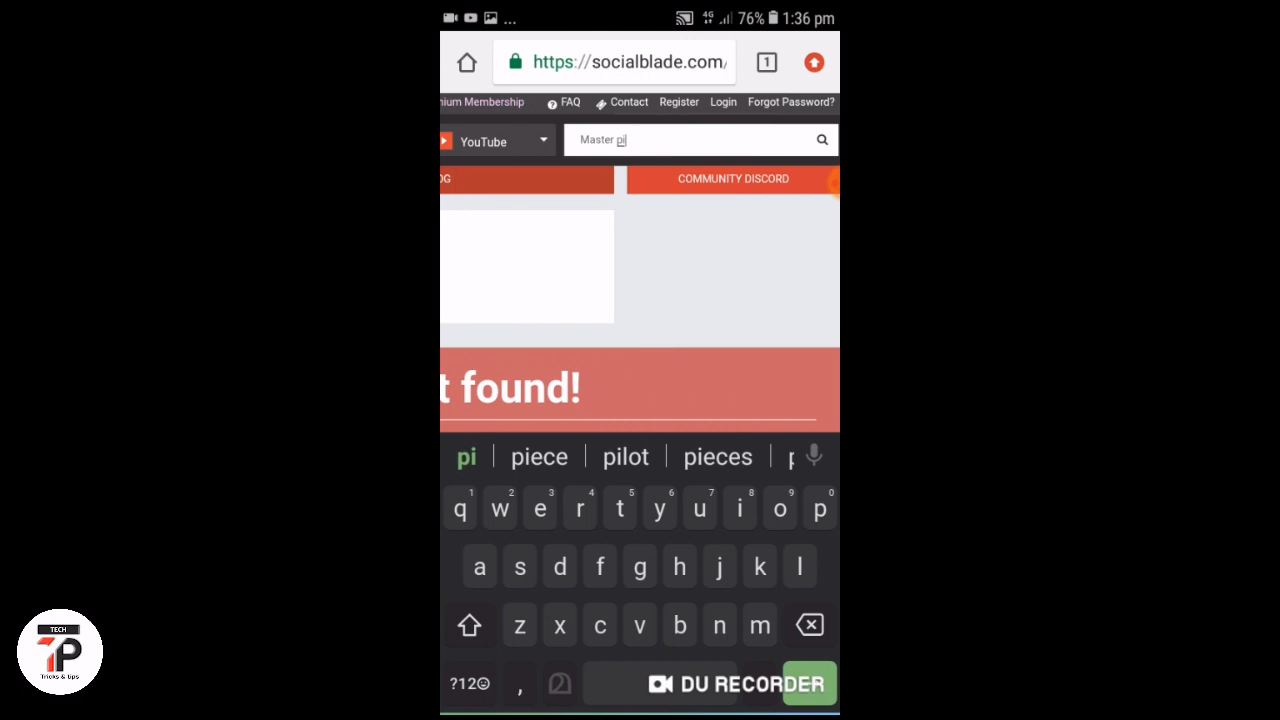 ... 4G 76% 1:36 pm
https://socialblade.com/ 1
nium Membership FAQ Contact Register Login Forgot Password?
YouTube Master pi
OG COMMUNITY DISCORD
t found!
pi piece pilot pieces p
1 2 3 4 5 6 7 8 9 0
q w e r t y u i o p
a s d f g h j k l
z x c v b n m
?12 , മ DU RECORDER
TECH
TP
Tricks & tips